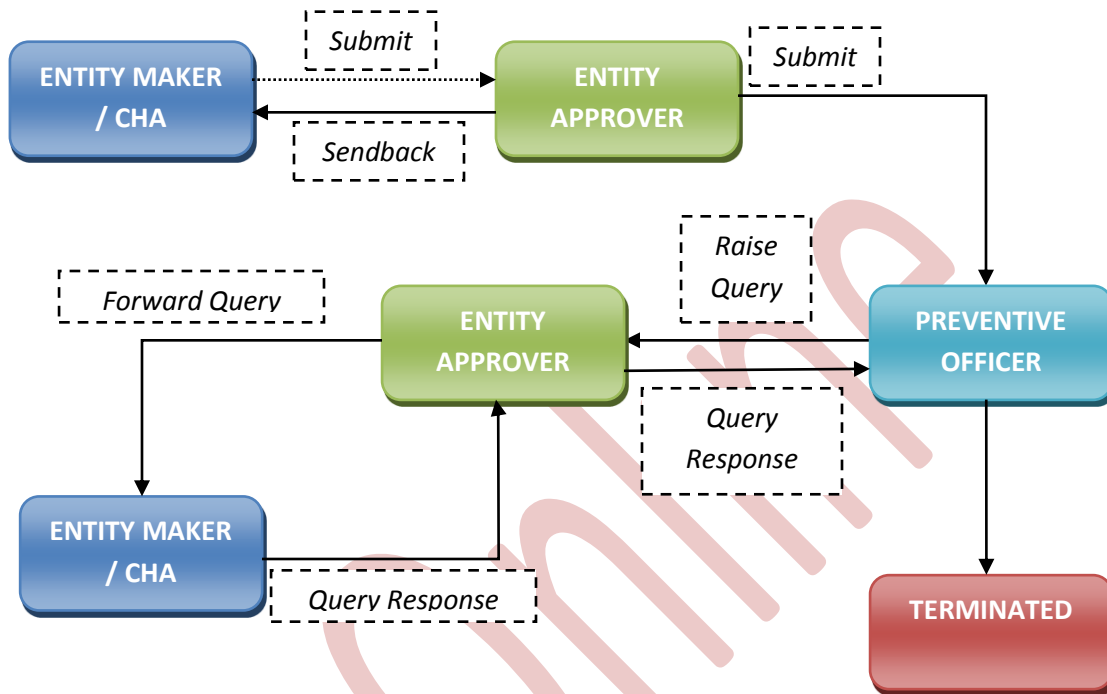 Submit
ENTITY MAKER
/ CHA
ENTITY
APPROVER
Submit
Sendback
Raise
Query
Forward Query
ENTITY
APPROVER
PREVENTIVE
OFFICER
Query
Response
ENTITY MAKER
/ CHA
Query Response
TERMINATED